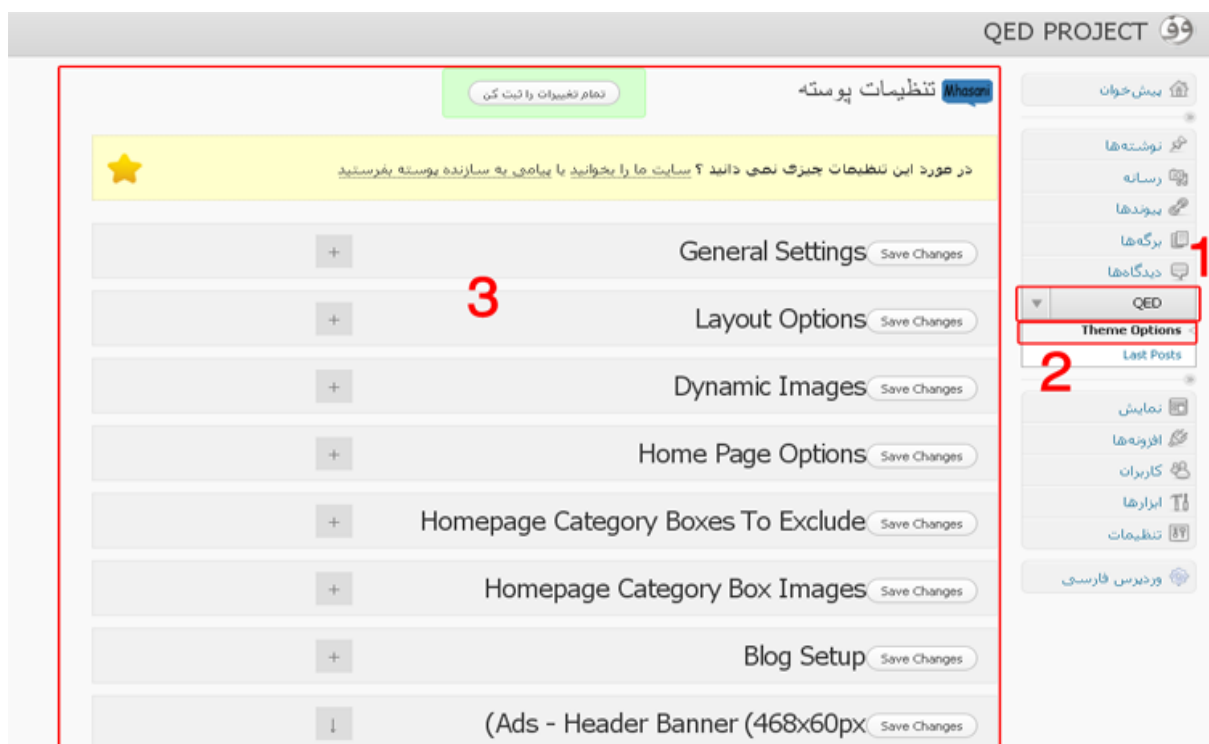 QED PROJECT وق
پیش‌خوان
نوشته‌ها
رسانه
پیوندها
برگه‌ها
دیدگاه‌ها
1
QED
Theme Options
Last Posts
2
نمایش
افزونه‌ها
کاربران
ابزارها
تنظیمات
وردپرس فارسی
Mhasani تنظیمات پوسته
تمام تغییرات را ثبت کن
در مورد این تنظیمات چیزی نمی دانید ؟ سایت ما را بخوانید یا پیامی به سازنده پوسته بفرستید
General Settings Save Changes +
3
Layout Options Save Changes +
Dynamic Images Save Changes +
Home Page Options Save Changes +
Homepage Category Boxes To Exclude Save Changes +
Homepage Category Box Images Save Changes +
Blog Setup Save Changes +
(Ads - Header Banner (468x60px Save Changes ↓